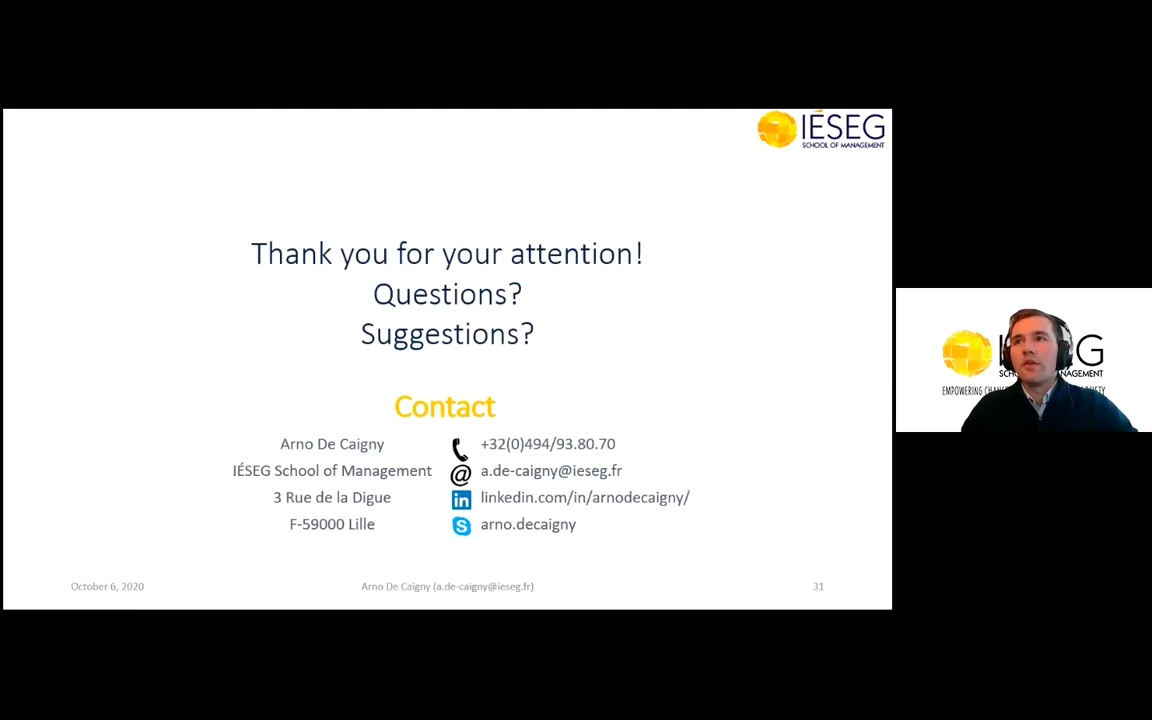 IÉSEG
SCHOOL OF MANAGEMENT
Thank you for your attention!
Questions?
Suggestions?
Contact
Arno De Caigny
+32(0)494/93.80.70
IÉSEG School of Management
@ a.de-caigny@ieseg.fr
3 Rue de la Digue
in linkedin.com/in/arnodecaigny/
F-59000 Lille
S arno.decaigny
October 6, 2020
Arno De Caigny (a.de-caigny@ieseg.fr)
31
G
EMPOWERING